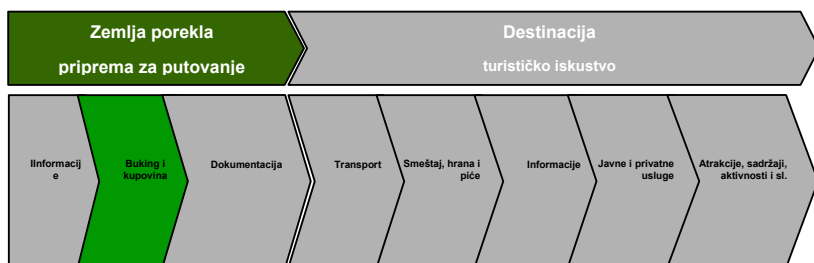 Zemlja porekla
priprema za putovanje
Destinacija
turističko iskustvo
IInformacij
e
Buking i
kupovina
Dokumentacija
Transport
Smeštaj, hrana i
piće
Informacije
Javne i privatne
usluge
Atrakcije, sadržaji,
aktivnosti i sl.